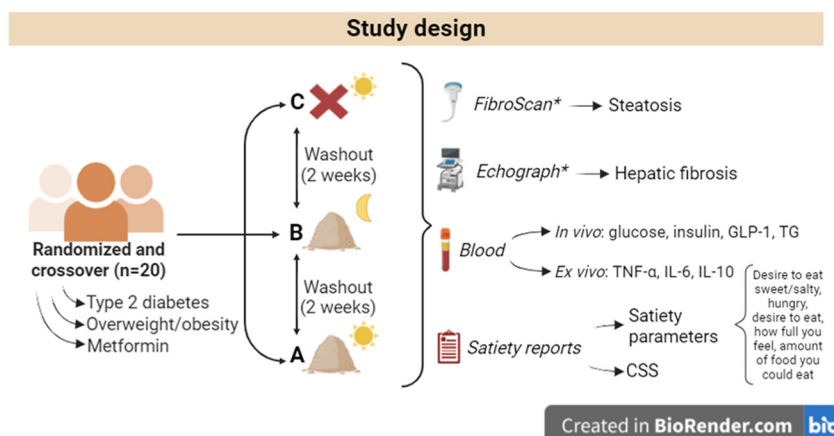 Study design
C
Washout
(2 weeks)
B
Washout
(2 weeks)
A
Randomized and
crossover (n=20)
Type 2 diabetes
Overweight/obesity
Metformin
FibroScan* Steatosis
Echograph* Hepatic fibrosis
Blood
In vivo: glucose, insulin, GLP-1, TG
Ex vivo: TNF-α, IL-6, IL-10
Satiety reports
Satiety
parameters
CSS
Desire to eat
sweet/salty,
hungry,
desire to eat,
how full you
feel, amount
of food you
could eat
Created in BioRender.com